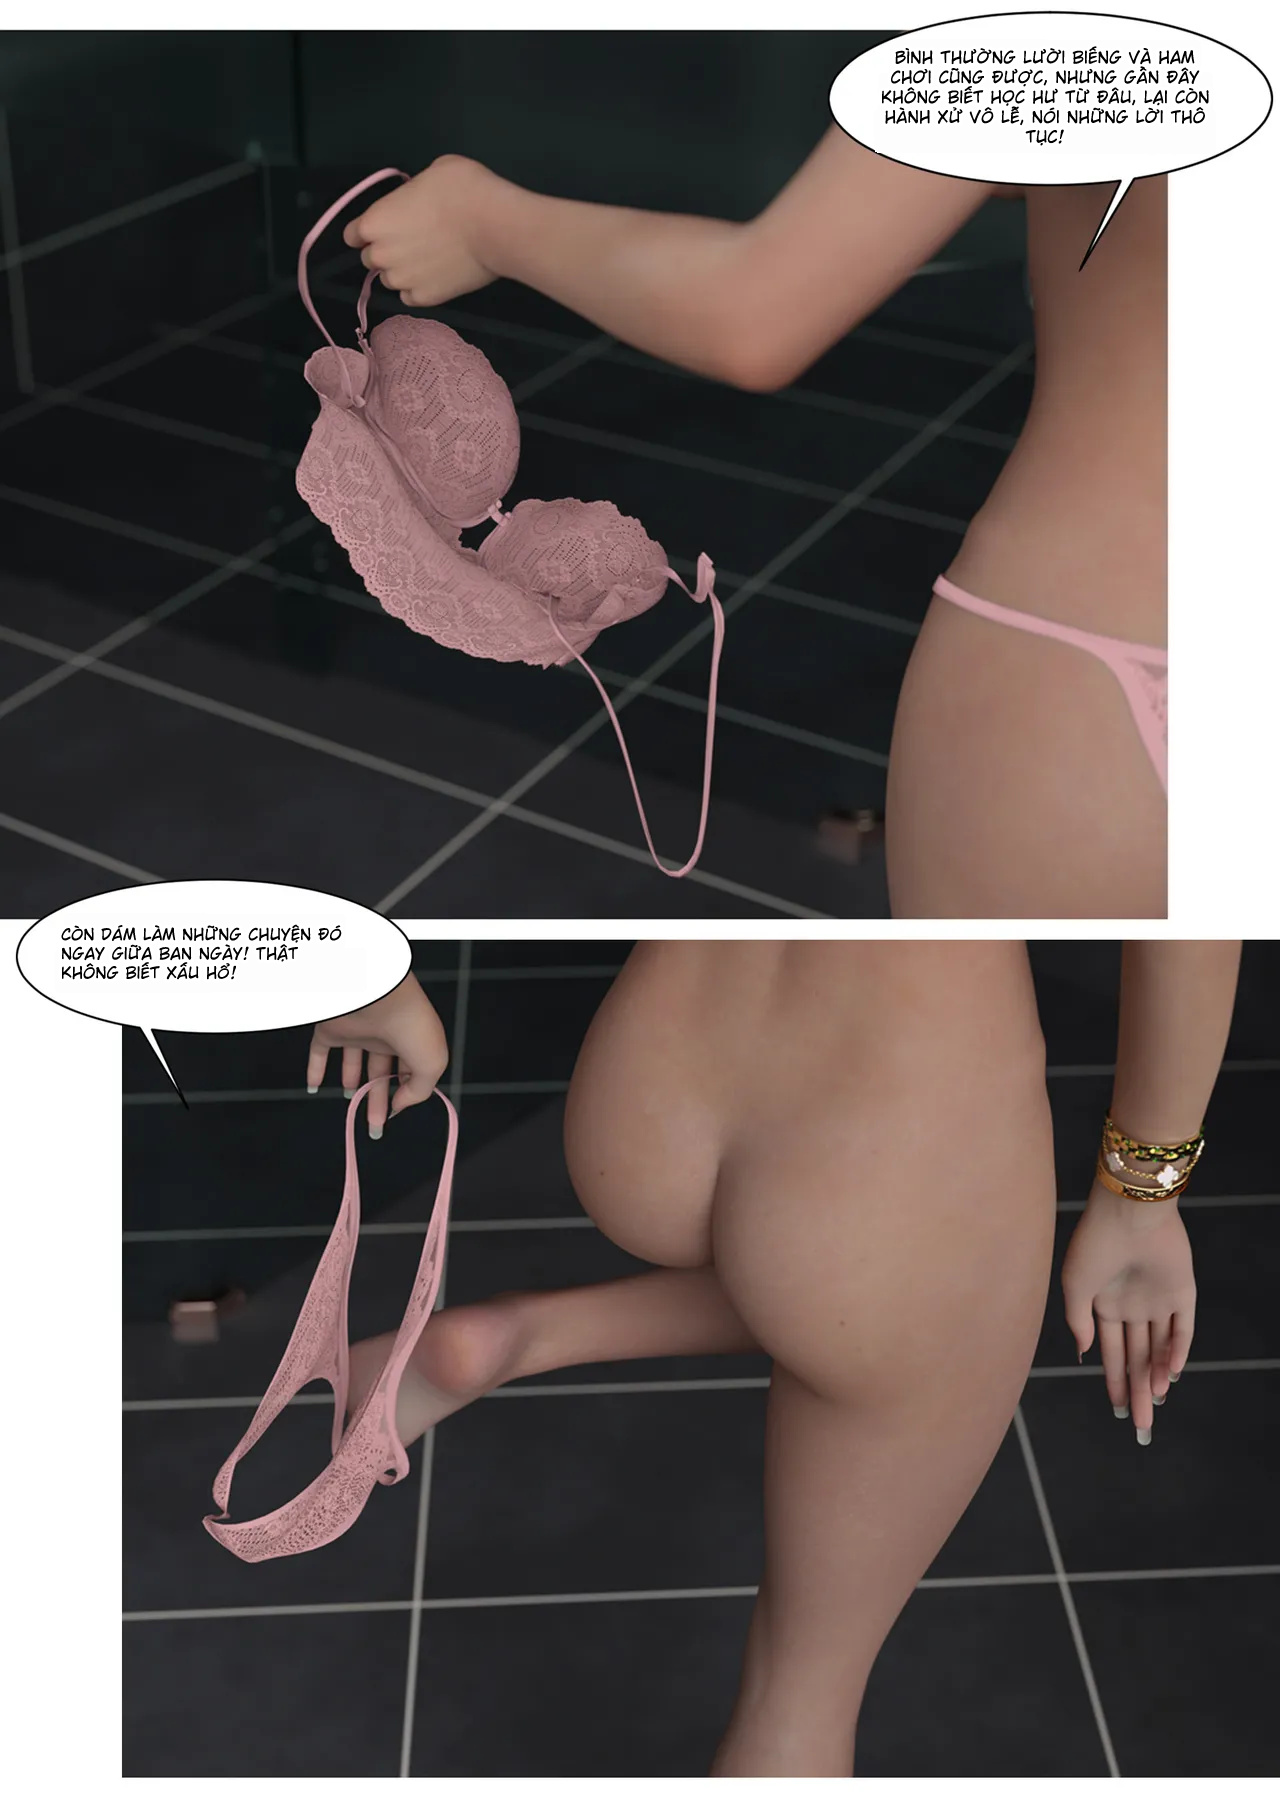 BÌNH THƯỜNG LƯỜI BIẾNG VÀ HAM
CHƠI CŨNG ĐƯỢC, NHƯNG GẦN ĐÂY
KHÔNG BIẾT HỌC HƯ TỪ ĐÂU, LẠI CÒN
HÀNH XỬ VÔ LỄ, NÓI NHỮNG LỜI THÔ
TỤC!
CÒN DÁM LÀM NHỮNG CHUYỆN ĐÓ
NGAY GIỮA BAN NGÀY! THẬT
KHÔNG BIẾT XẤU HỔ!